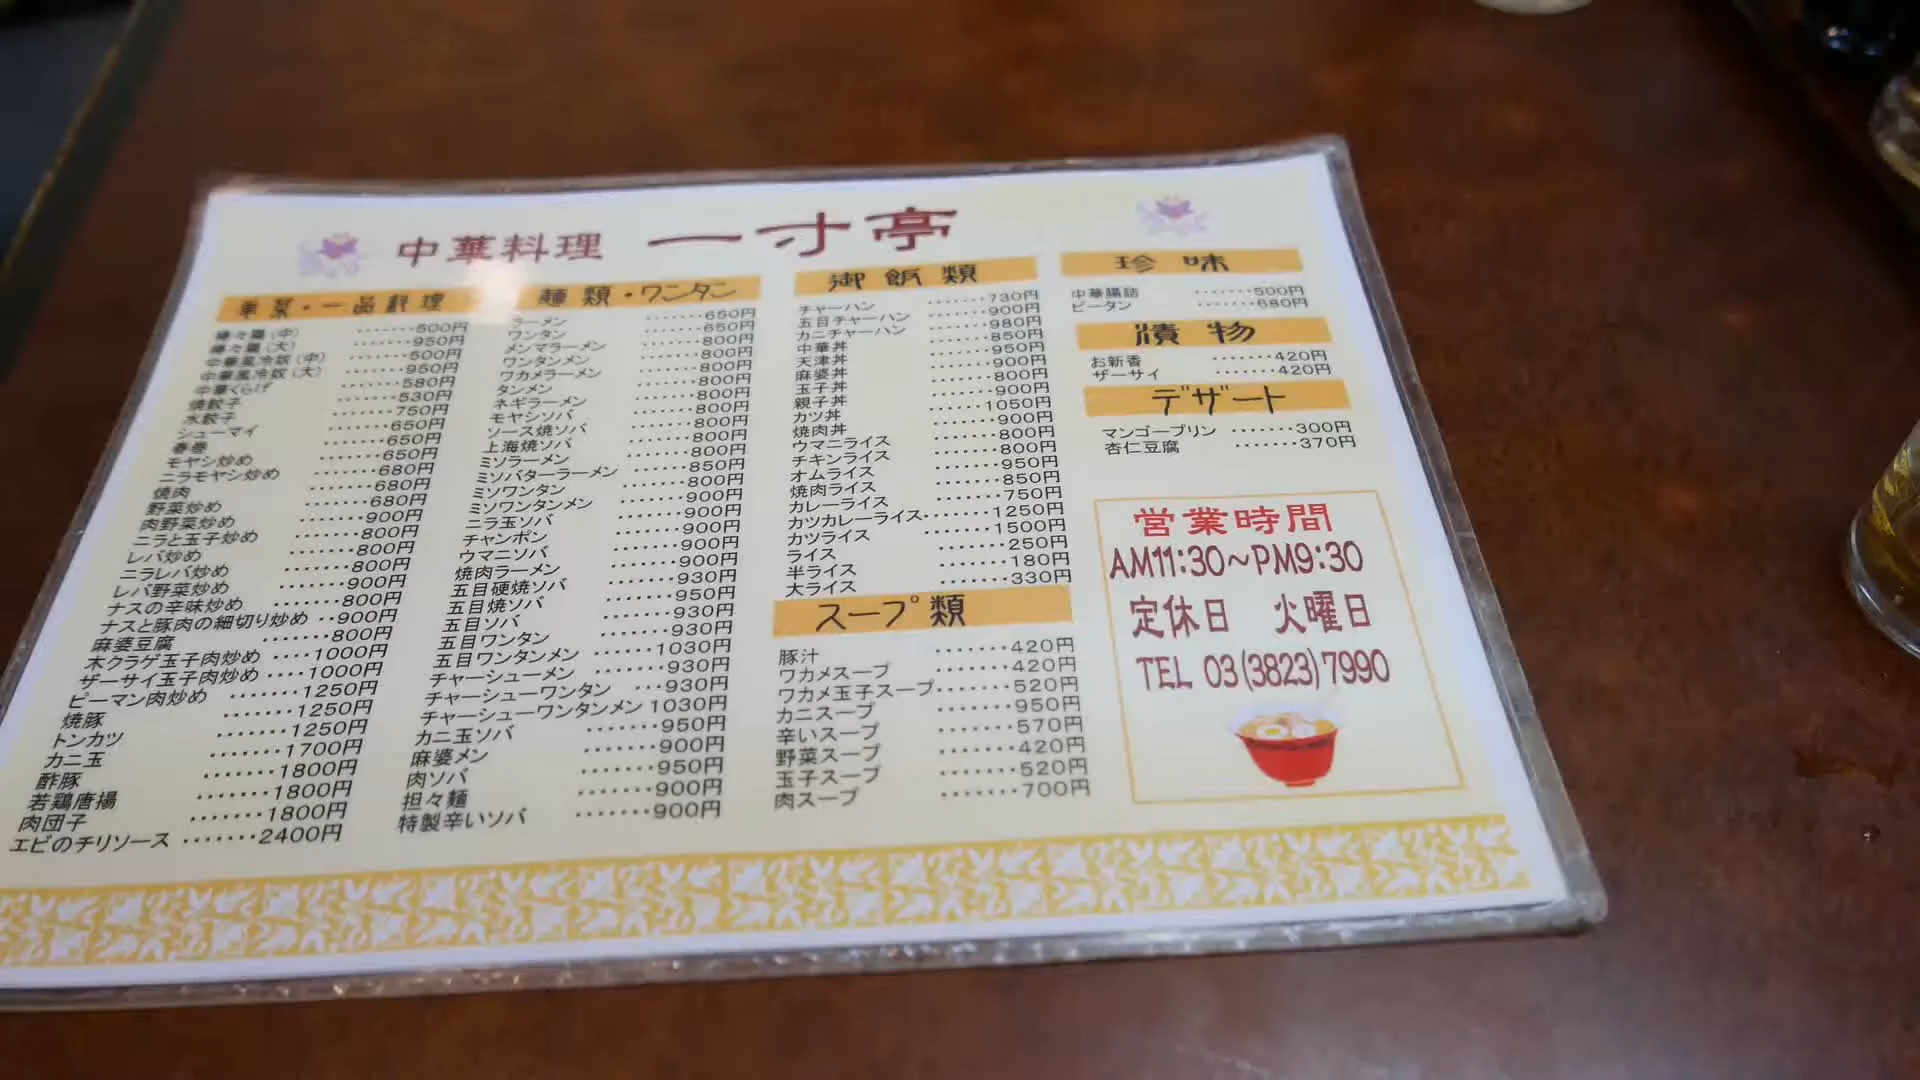 中華料理 一寸亭
単菜・一品料理
棒々鶏(中) ・・・・・・・500円
棒々鶏(大) ・・・・・・・950円
中華風冷奴(中) ・・・・・・・500円
中華風冷奴(大) ・・・・・・・950円
中華くらげ ・・・・・・・580円
焼餃子 ・・・・・・・530円
水餃子 ・・・・・・・750円
シューマイ ・・・・・・・650円
春巻 ・・・・・・・650円
モヤシ炒め ・・・・・・・650円
ニラモヤシ炒め ・・・・・・・680円
焼肉 ・・・・・・・680円
野菜炒め ・・・・・・・680円
肉野菜炒め ・・・・・・・900円
ニラと玉子炒め ・・・・・・・800円
レバ炒め ・・・・・・・800円
ニラレバ炒め ・・・・・・・800円
レバ野菜炒め ・・・・・・・900円
ナスの辛味炒め ・・・・・・・800円
ナスと豚肉の細切り炒め ・・900円
麻婆豆腐 ・・・・・・・800円
木クラゲ玉子肉炒め ・・・・1000円
ザーサイ玉子肉炒め ・・・・1000円
ピーマン肉炒め ・・・・・・・1250円
焼豚 ・・・・・・・1250円
トンカツ ・・・・・・・1250円
カニ玉 ・・・・・・・1700円
酢豚 ・・・・・・・1800円
若鶏唐揚 ・・・・・・・1800円
肉団子 ・・・・・・・1800円
エビのチリソース ・・・・・・・2400円
麺類・ワンタン
ラーメン ・・・・・・・650円
ワンタン ・・・・・・・650円
メンマラーメン ・・・・・・・800円
ワンタンメン ・・・・・・・800円
ワカメラーメン ・・・・・・・800円
タンメン ・・・・・・・800円
ネギラーメン ・・・・・・・800円
モヤシソバ ・・・・・・・800円
ソース焼ソバ ・・・・・・・800円
上海焼ソバ ・・・・・・・800円
ミソラーメン ・・・・・・・800円
ミソバターラーメン ・・・・・・・850円
ミソワンタン ・・・・・・・800円
ミソワンタンメン ・・・・・・・900円
ニラ玉ソバ ・・・・・・・900円
チャンポン ・・・・・・・900円
ウマニソバ ・・・・・・・900円
焼肉ラーメン ・・・・・・・900円
五目硬焼ソバ ・・・・・・・930円
五目焼ソバ ・・・・・・・950円
五目ソバ ・・・・・・・930円
五目ワンタン ・・・・・・・930円
五目ワンタンメン ・・・・・・・1030円
チャーシューメン ・・・・・・・930円
チャーシューワンタン ・・・930円
チャーシューワンタンメン 1030円
カニ玉ソバ ・・・・・・・950円
麻婆メン ・・・・・・・900円
肉ソバ ・・・・・・・950円
担々麺 ・・・・・・・900円
特製辛いソバ ・・・・・・・900円
御飯類
チャーハン ・・・・・・・730円
五目チャーハン ・・・・・・・900円
カニチャーハン ・・・・・・・980円
中華丼 ・・・・・・・850円
天津丼 ・・・・・・・950円
麻婆丼 ・・・・・・・900円
玉子丼 ・・・・・・・800円
親子丼 ・・・・・・・900円
カツ丼 ・・・・・・・1050円
焼肉丼 ・・・・・・・900円
ウマニライス ・・・・・・・800円
チキンライス ・・・・・・・800円
オムライス ・・・・・・・950円
焼肉ライス ・・・・・・・850円
カレーライス ・・・・・・・750円
カツカレーライス・・・・・・・1250円
カツライス ・・・・・・・1500円
ライス ・・・・・・・250円
半ライス ・・・・・・・180円
大ライス ・・・・・・・330円
スープ類
豚汁 ・・・・・・・420円
ワカメスープ ・・・・・・・420円
ワカメ玉子スープ・・・・・・・520円
カニスープ ・・・・・・・950円
辛いスープ ・・・・・・・570円
野菜スープ ・・・・・・・420円
玉子スープ ・・・・・・・520円
肉スープ ・・・・・・・700円
珍味
中華腸詰 ・・・・・・・500円
ピータン ・・・・・・・680円
漬物
お新香 ・・・・・・・420円
ザーサイ ・・・・・・・420円
デザート
マンゴープリン ・・・・・・・300円
杏仁豆腐 ・・・・・・・370円
営業時間
AM11:30～PM9:30
定休日 火曜日
TEL 03(3823)7990